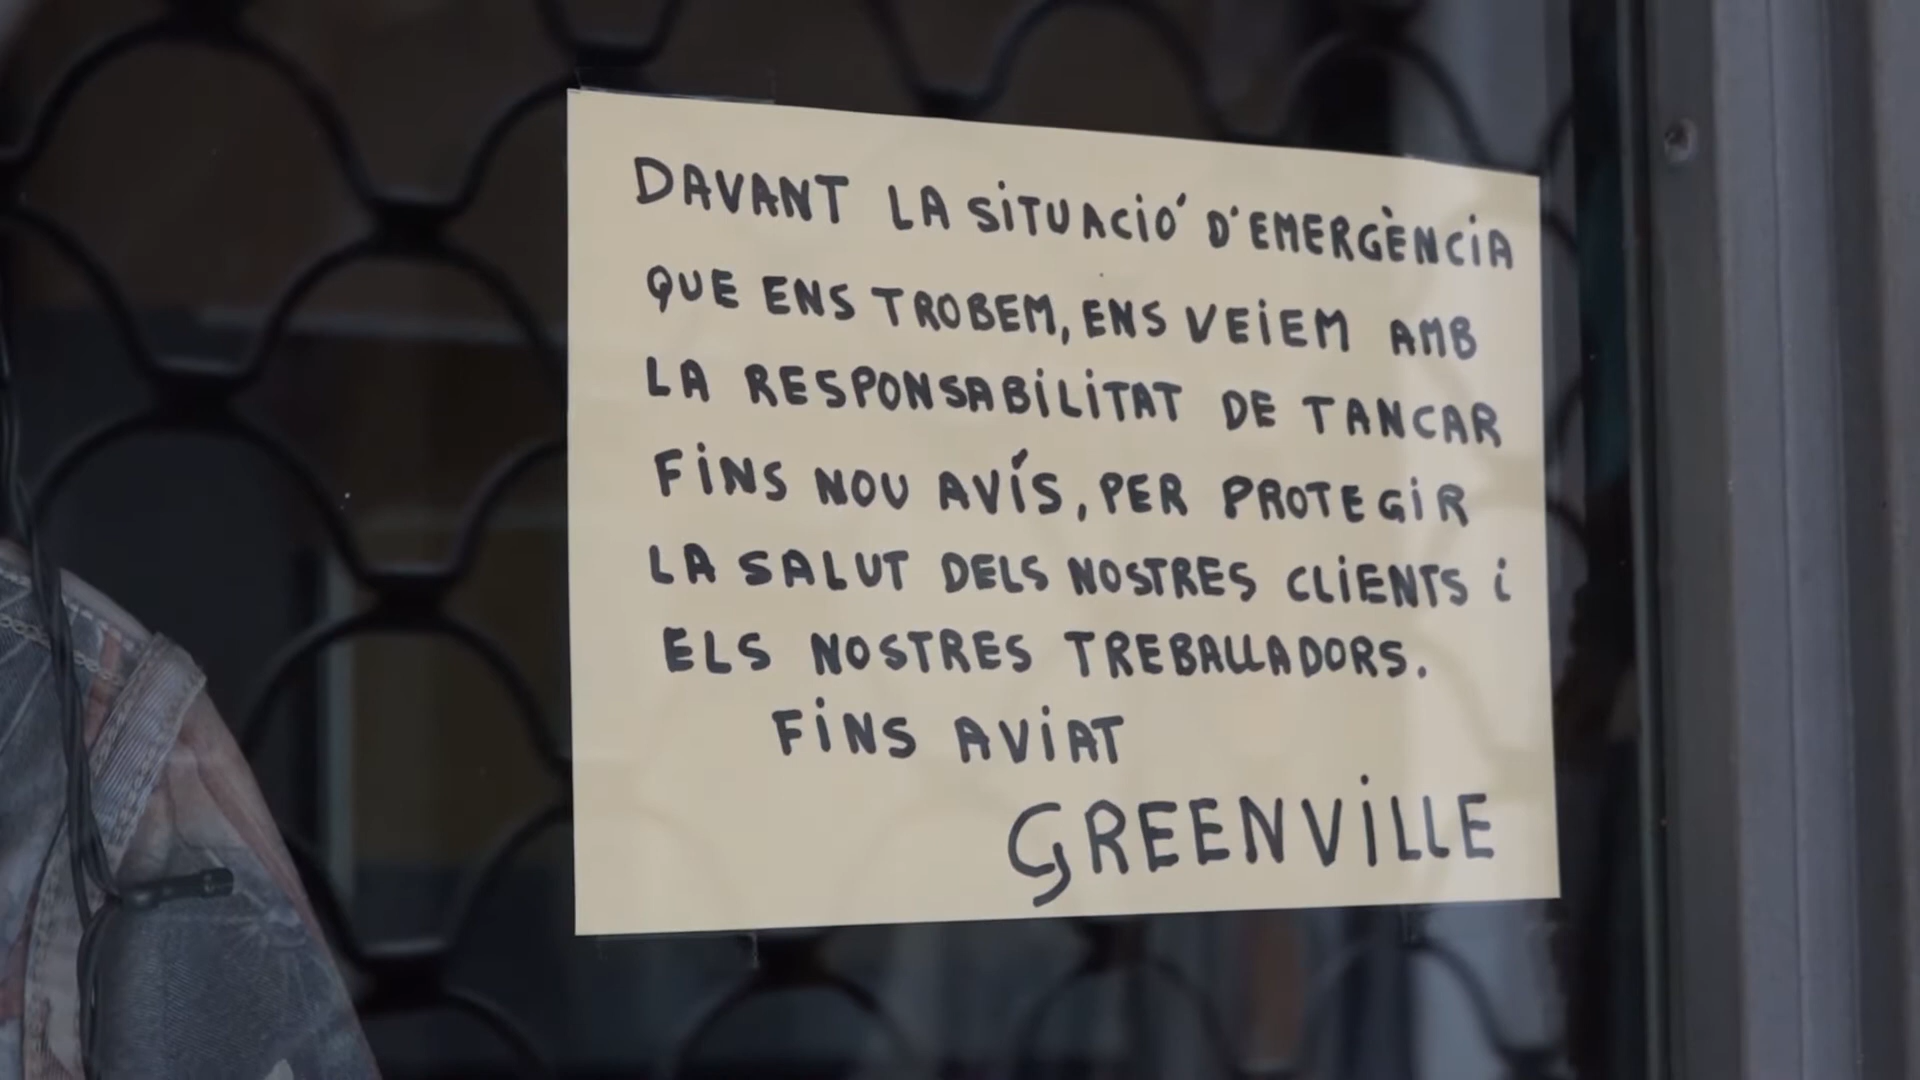 DAVANT LA SITUACIÓ D'EMERGÈNCIA
QUE ENS TROBEM, ENS VEIEM AMB
LA RESPONSABILITAT DE TANCAR
FINS NOU AVÍS, PER PROTEGIR
LA SALUT DELS NOSTRES CLIENTS i
ELS NOSTRES TREBALLADORS.
FINS AVIAT
GREENVILLE